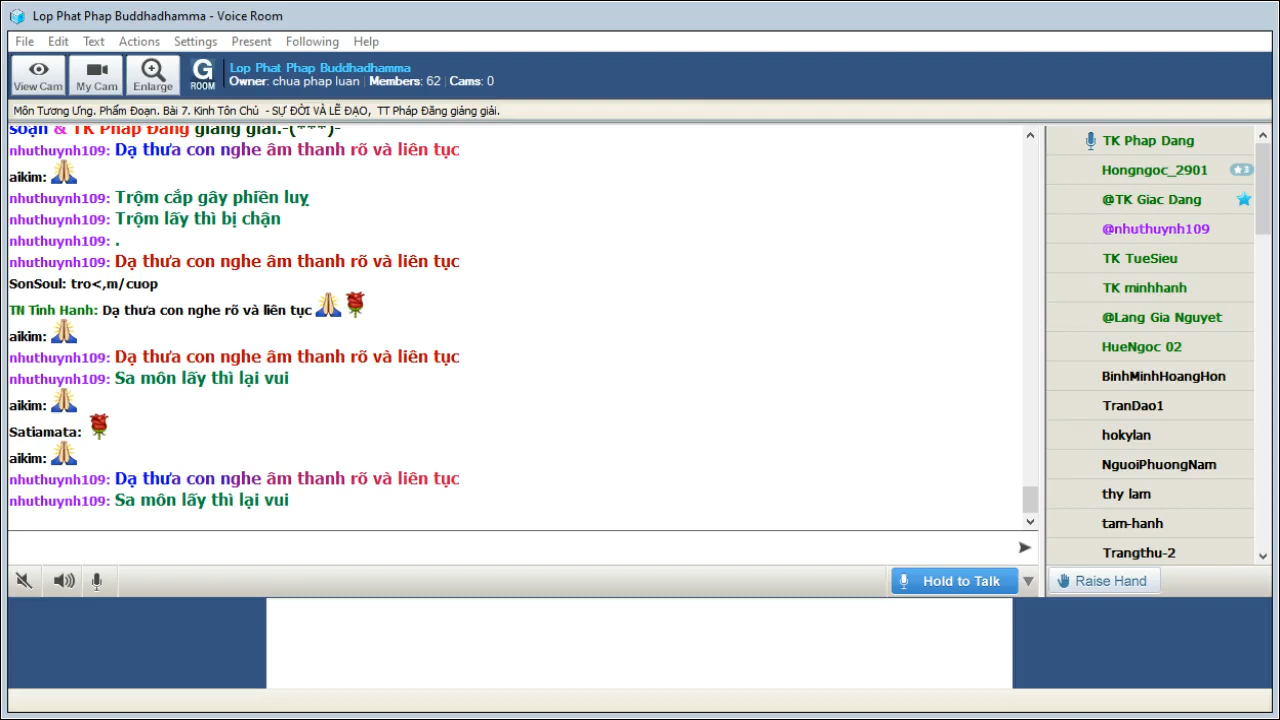 Lop Phat Phap Buddhadhamma - Voice Room
File Edit Text Actions Settings Present Following Help
View Cam My Cam Enlarge G ROOM
Lop Phat Phap Buddhadhamma
Owner: chua phap luan Members: 62 Cams: 0
Môn Tương Ưng. Phẩm Đoạn. Bài 7. Kinh Tôn Chủ - SỰ ĐỜI VÀ LẼ ĐẠO, TT Pháp Đăng giảng giải.
soạn & TK Pháp Đăng giảng giải.-(***)-
nhuthuynh109: Dạ thưa con nghe âm thanh rõ và liên tục
aikim:
nhuthuynh109: Trộm cắp gây phiền luỵ
nhuthuynh109: Trộm lấy thì bị chận
nhuthuynh109: .
nhuthuynh109: Dạ thưa con nghe âm thanh rõ và liên tục
SonSoul: tro<,m/cuop
TN Tinh Hanh: Dạ thưa con nghe rõ và liên tục
aikim:
nhuthuynh109: Dạ thưa con nghe âm thanh rõ và liên tục
nhuthuynh109: Sa môn lấy thì lại vui
aikim:
Satiamata:
aikim:
nhuthuynh109: Dạ thưa con nghe âm thanh rõ và liên tục
nhuthuynh109: Sa môn lấy thì lại vui
TK Phap Dang
Hongngoc_2901 3
@TK Giac Dang
@nhuthuynh109
TK TueSieu
TK minhhanh
@Lang Gia Nguyet
HueNgoc 02
BinhMinhHoangHon
TranDao1
hokylan
NguoiPhuongNam
thy lam
tam-hanh
Trangthu-2
Hold to Talk
Raise Hand